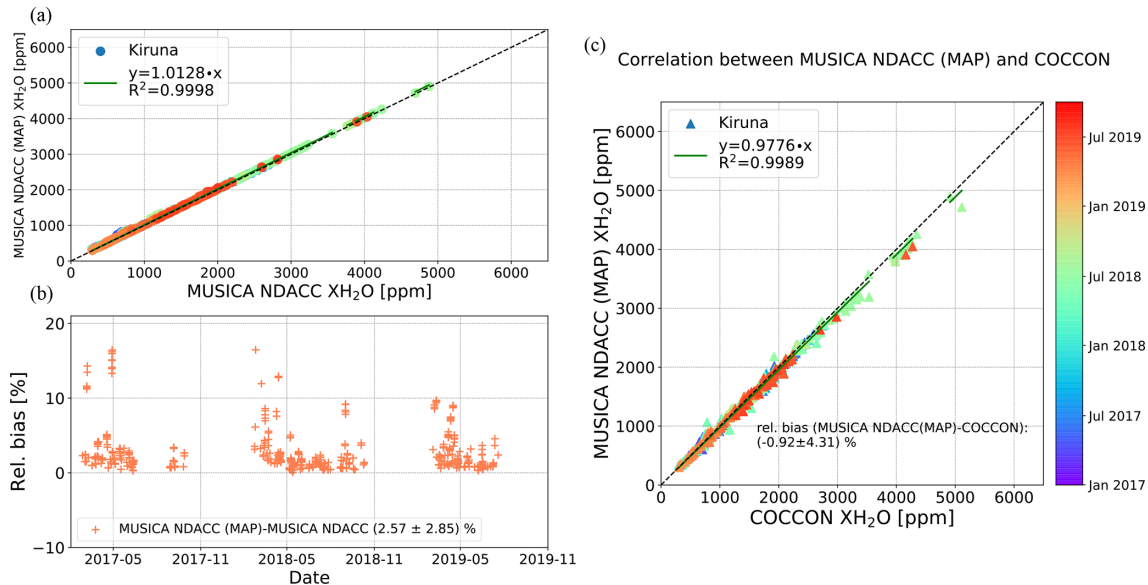 (a)
MUSICA NDACC (MAP) XH₂O [ppm]
6000
5000
4000
3000
2000
1000
0
Kiruna
y=1.0128•x
R²=0.9998
0 1000 2000 3000 4000 5000 6000
MUSICA NDACC XH₂O [ppm]
(b)
Rel. bias [%]
20
10
0
−10
MUSICA NDACC (MAP)-MUSICA NDACC (2.57 ± 2.85) %
2017-05 2017-11 2018-05 2018-11 2019-05 2019-11
Date
(c)
Correlation between MUSICA NDACC (MAP) and COCCON
MUSICA NDACC (MAP) XH₂O [ppm]
6000
5000
4000
3000
2000
1000
0
Kiruna
y=0.9776•x
R²=0.9989
rel. bias (MUSICA NDACC(MAP)-COCCON):
(-0.92±4.31) %
0 1000 2000 3000 4000 5000 6000
COCCON XH₂O [ppm]
Jul 2019
Jan 2019
Jul 2018
Jan 2018
Jul 2017
Jan 2017